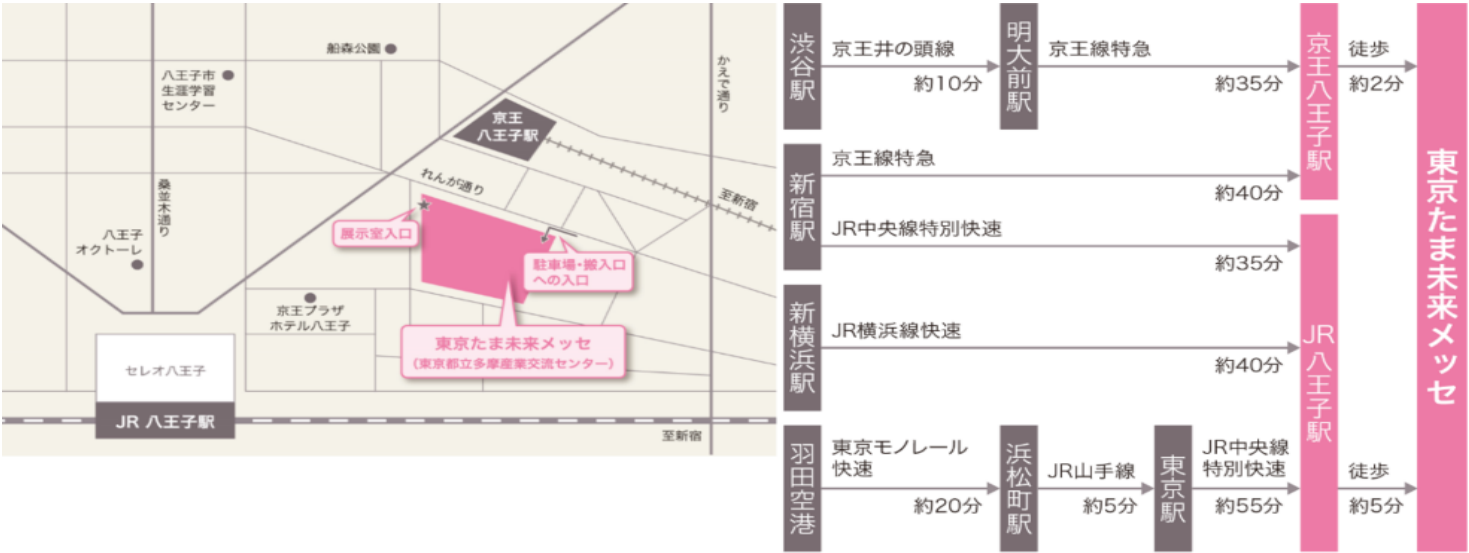 船森公園
八王子市
生涯学習
センター
かえで通り
京王
八王子駅
れんが通り
至新宿
桑並木通り
展示室入口
八王子
オクトーレ
駐車場・搬入口
への入口
京王プラザ
ホテル八王子
東京たま未来メッセ
（東京都立多摩産業交流センター）
セレオ八王子
JR 八王子駅
至新宿
渋谷駅
京王井の頭線
約10分
明大前駅
京王線特急
約35分
京王八王子駅
徒歩
約2分
東京たま未来メッセ
新宿駅
京王線特急
約40分
JR中央線特別快速
約35分
JR八王子駅
新横浜駅
JR横浜線快速
約40分
羽田空港
東京モノレール
快速
約20分
浜松町駅
JR山手線
約5分
東京駅
JR中央線
特別快速
約55分
徒歩
約5分